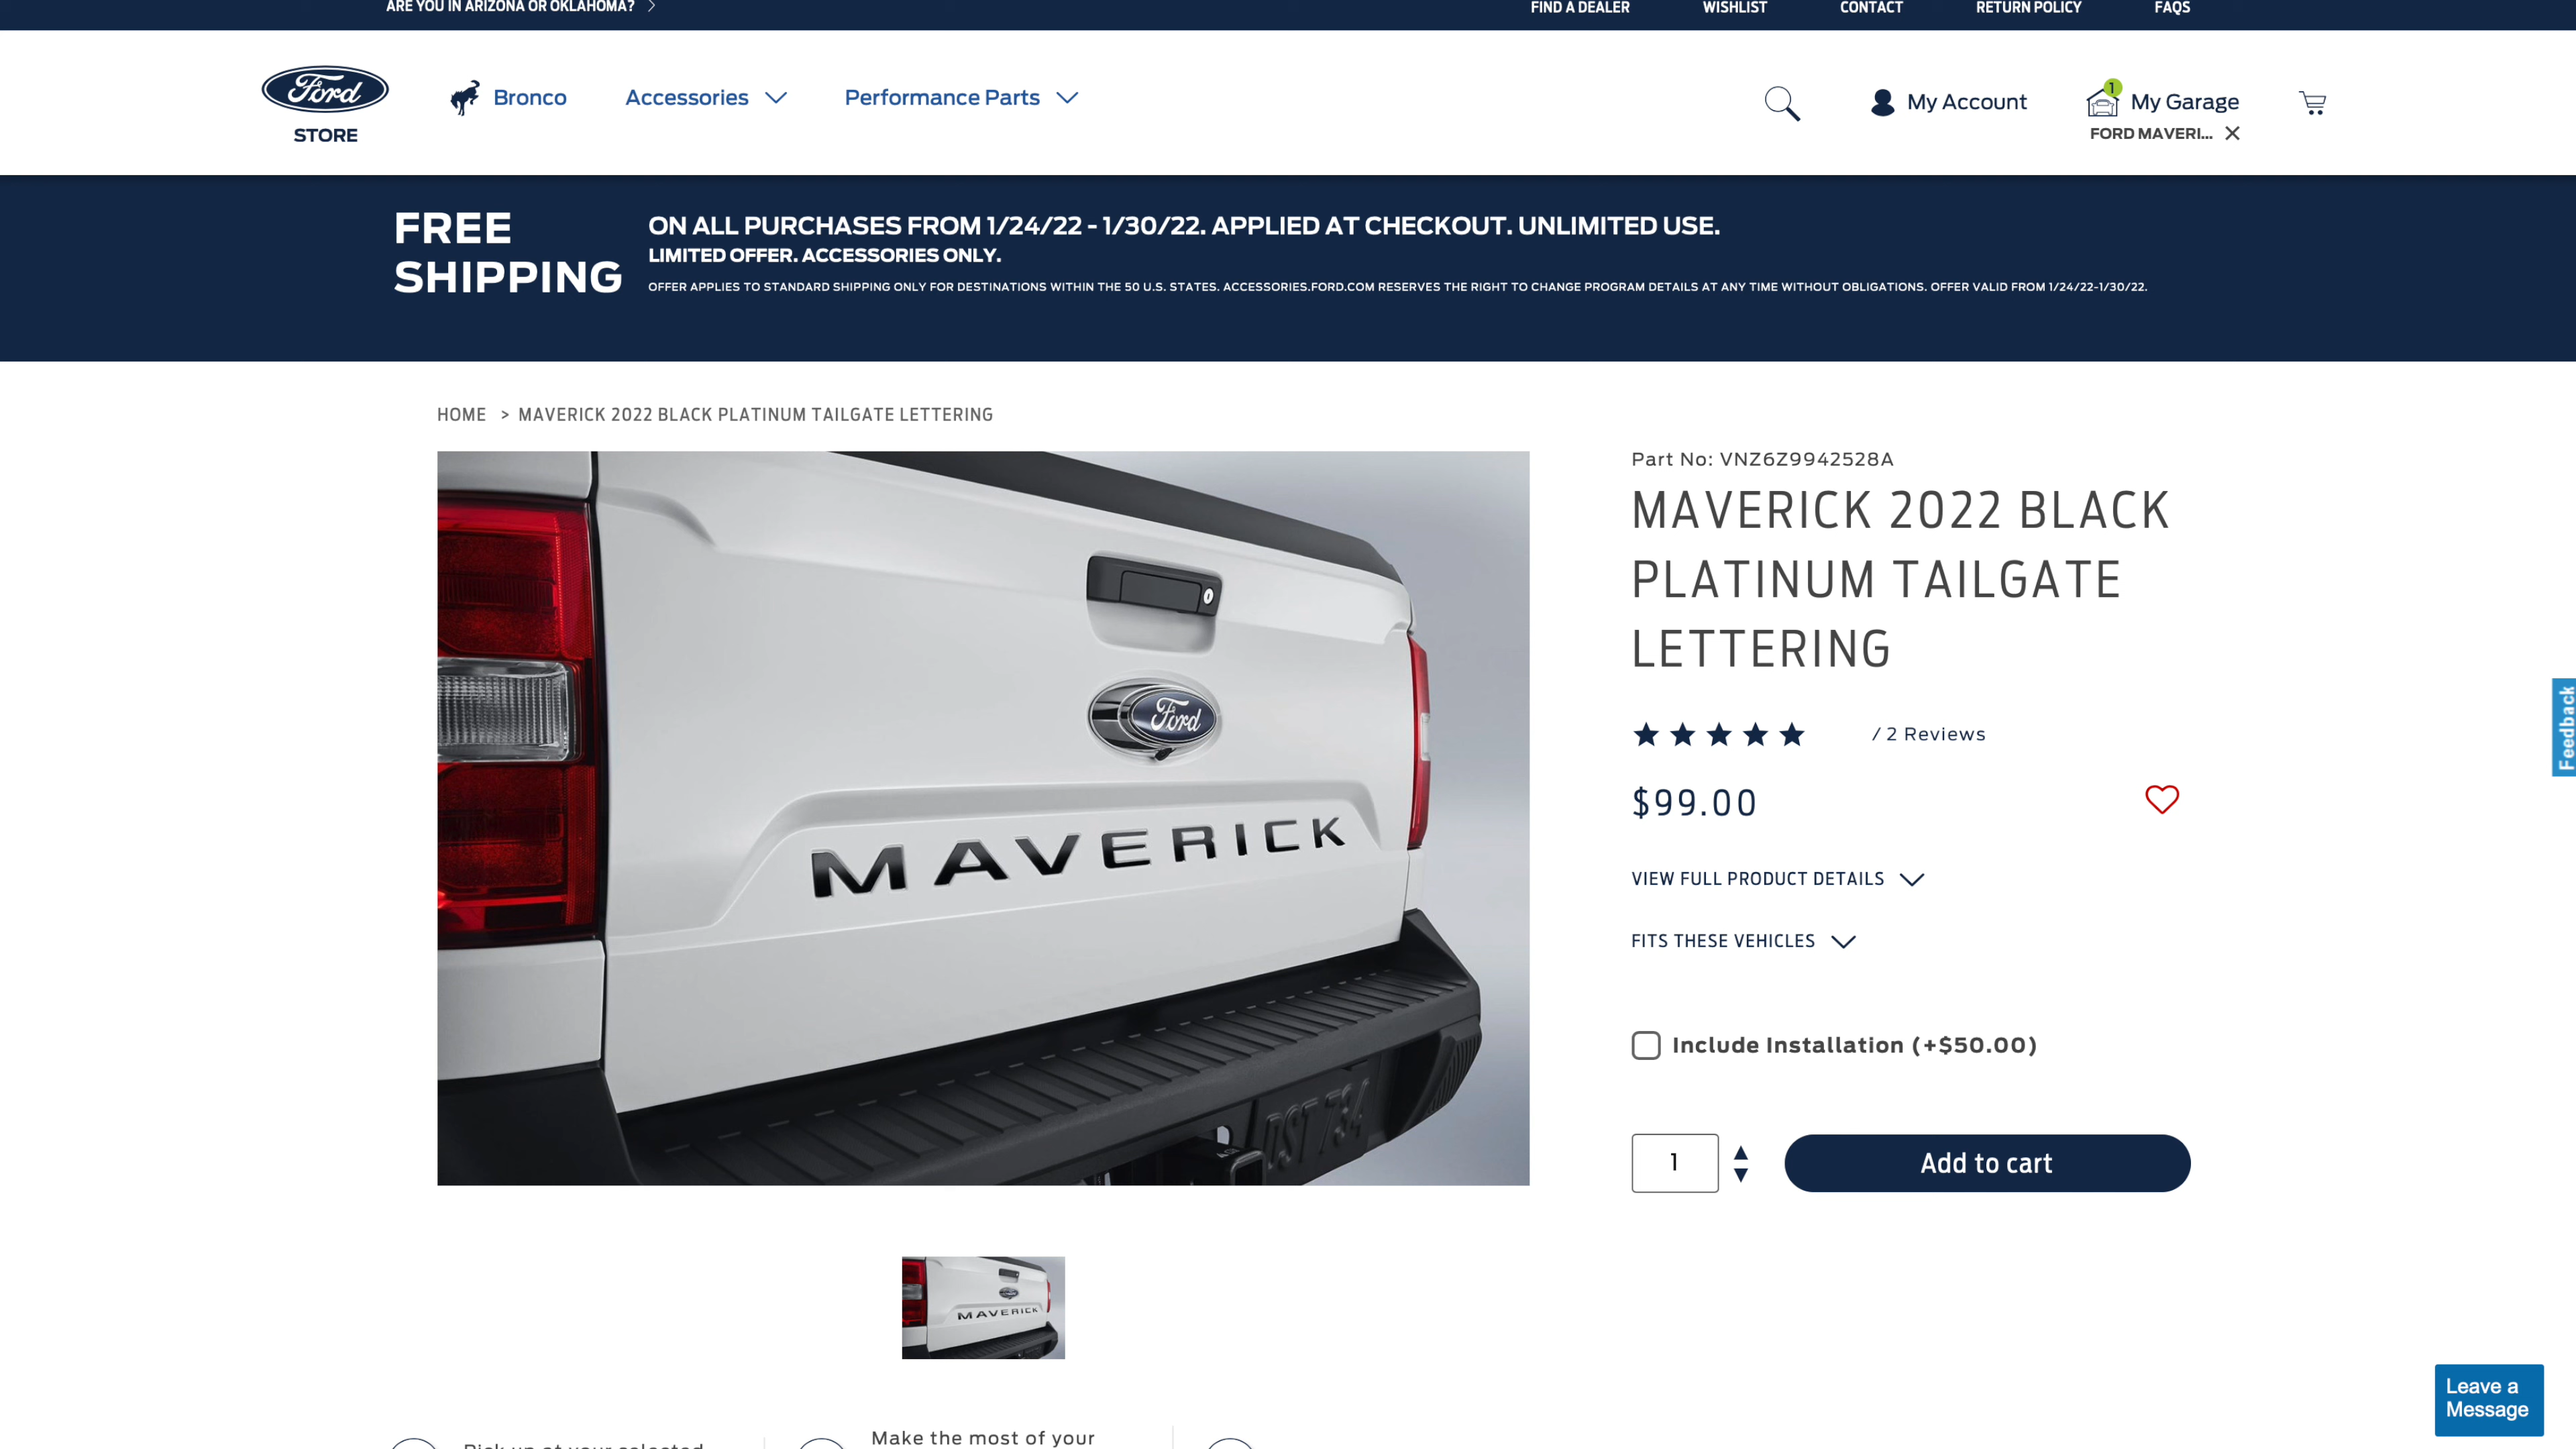 ARE YOU IN ARIZONA OR OKLAHOMA?
FIND A DEALER
WISHLIST
CONTACT
RETURN POLICY
FAQS
Ford
STORE
Bronco
Accessories
Performance Parts
My Account
1
My Garage
FORD MAVERI...
FREE
SHIPPING
ON ALL PURCHASES FROM 1/24/22 - 1/30/22. APPLIED AT CHECKOUT. UNLIMITED USE.
LIMITED OFFER. ACCESSORIES ONLY.
OFFER APPLIES TO STANDARD SHIPPING ONLY FOR DESTINATIONS WITHIN THE 50 U.S. STATES. ACCESSORIES.FORD.COM RESERVES THE RIGHT TO CHANGE PROGRAM DETAILS AT ANY TIME WITHOUT OBLIGATIONS. OFFER VALID FROM 1/24/22-1/30/22.
HOME > MAVERICK 2022 BLACK PLATINUM TAILGATE LETTERING
Ford
MAVERICK
Part No: VNZ6Z9942528A
MAVERICK 2022 BLACK
PLATINUM TAILGATE
LETTERING
/ 2 Reviews
$99.00
VIEW FULL PRODUCT DETAILS
FITS THESE VEHICLES
Include Installation (+$50.00)
1
Add to cart
Feedback
MAVERICK
Leave a
Message
Pick up at your selected
Make the most of your